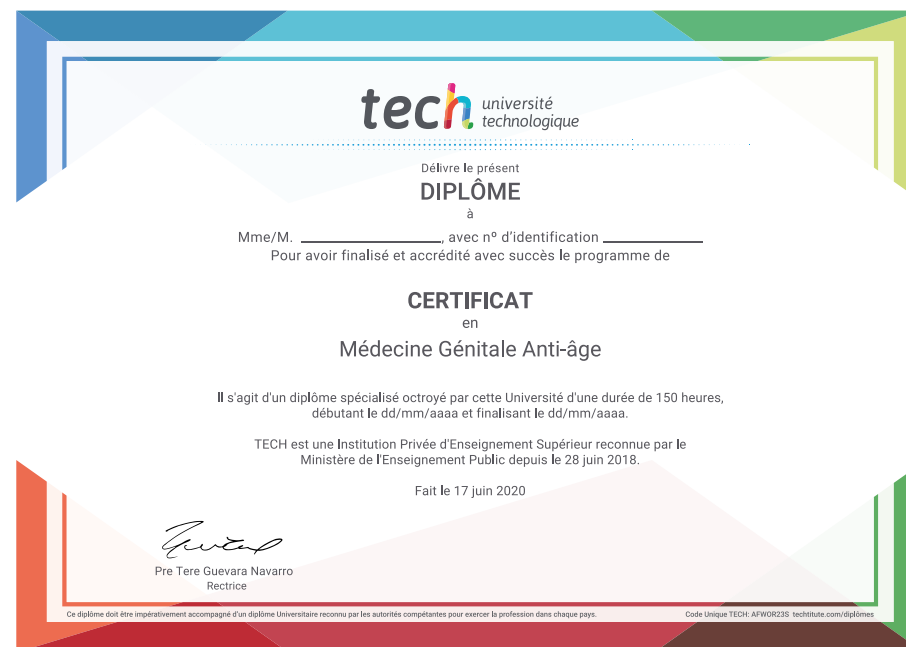 tech université
technologique
Délivre le présent
DIPLÔME
à
Mme/M. ____________________, avec nº d'identification ______________
Pour avoir finalisé et accrédité avec succès le programme de
CERTIFICAT
en
Médecine Génitale Anti-âge
Il s'agit d'un diplôme spécialisé octroyé par cette Université d'une durée de 150 heures,
débutant le dd/mm/aaaa et finalisant le dd/mm/aaaa.
TECH est une Institution Privée d'Enseignement Supérieur reconnue par le
Ministère de l'Enseignement Public depuis le 28 juin 2018.
Fait le 17 juin 2020
Pre Tere Guevara Navarro
Rectrice
Ce diplôme doit être impérativement accompagné d'un diplôme Universitaire reconnu par les autorités compétentes pour exercer la profession dans chaque pays.
Code Unique TECH: AFWOR23S techtitute.com/diplômes